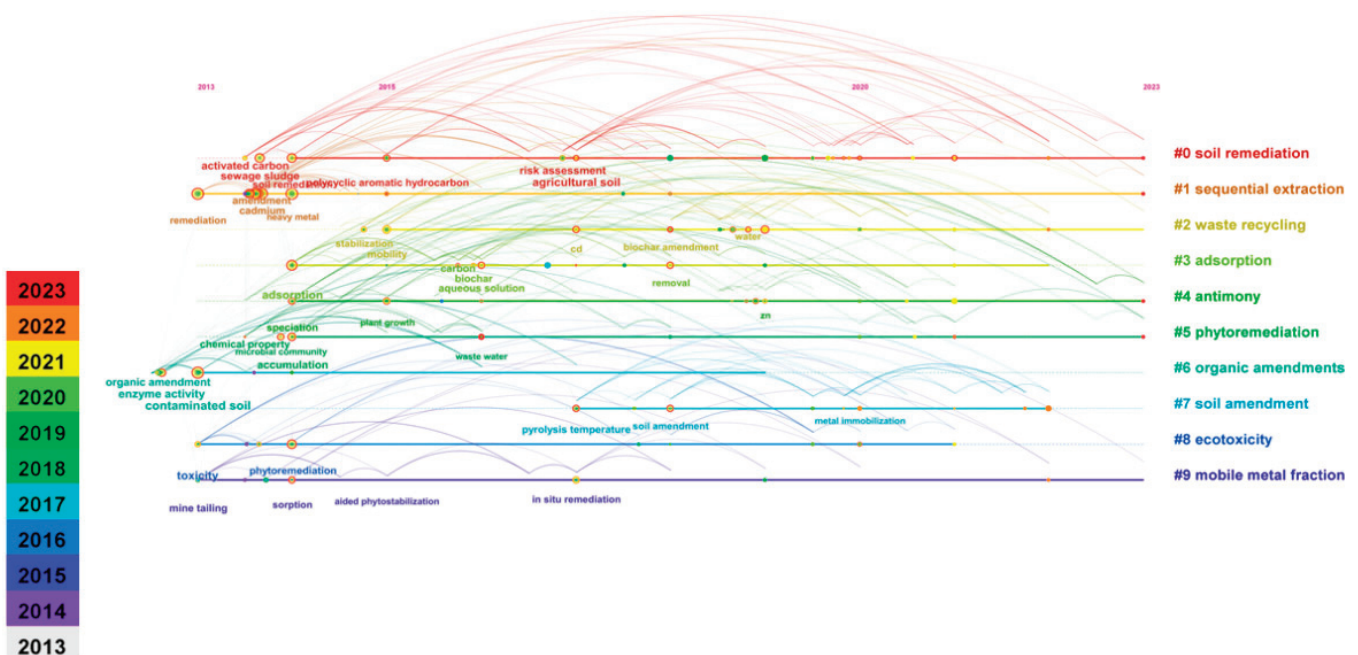 2013
2015
2020
2023
activated carbon
sewage sludge
soil remediation
polycyclic aromatic hydrocarbon
risk assessment
agricultural soil
#0 soil remediation
remediation
amendment
cadmium
heavy metal
#1 sequential extraction
stabilization
mobility
cd
biochar amendment
water
#2 waste recycling
adsorption
carbon
biochar
aqueous solution
removal
#3 adsorption
speciation
plant growth
zn
#4 antimony
chemical property
microbial community
accumulation
waste water
#5 phytoremediation
organic amendment
enzyme activity
contaminated soil
#6 organic amendments
pyrolysis temperature
soil amendment
metal immobilization
#7 soil amendment
toxicity
phytoremediation
#8 ecotoxicity
mine tailing
sorption
aided phytostabilization
in situ remediation
#9 mobile metal fraction
2023
2022
2021
2020
2019
2018
2017
2016
2015
2014
2013